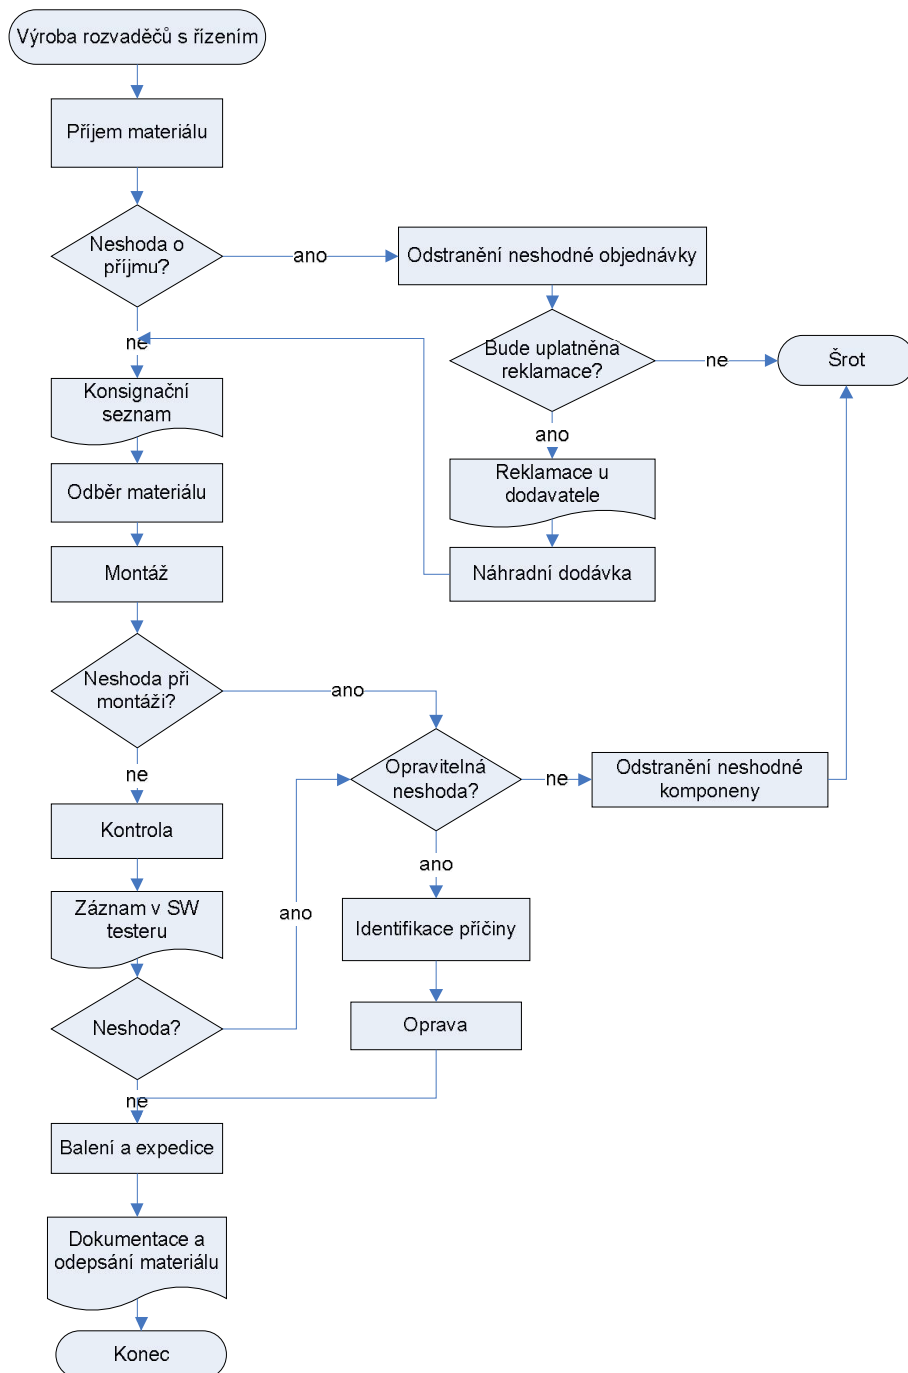 Výroba rozvaděčů s řízením
Příjem materiálu
Neshoda o
příjmu?
ano
Odstranění neshodné objednávky
ne
Bude uplatněná
reklamace?
ne
Šrot
Konsignační
seznam
ano
Reklamace u
dodavatele
Odběr materiálu
Montáž
Náhradní dodávka
Neshoda při
montáži?
ano
ne
Opravitelná
neshoda?
ne
Odstranění neshodné
komponeny
Kontrola
ano
Záznam v SW
testeru
ano
Identifikace příčiny
Neshoda?
Oprava
ne
Balení a expedice
Dokumentace a
odepsání materiálu
Konec